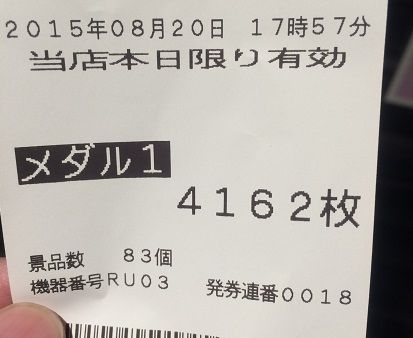 2015年08月20日 17時57分
当店本日限り有効
メダル1
4162枚
景品数 83個
機器番号RU03 発券連番0018